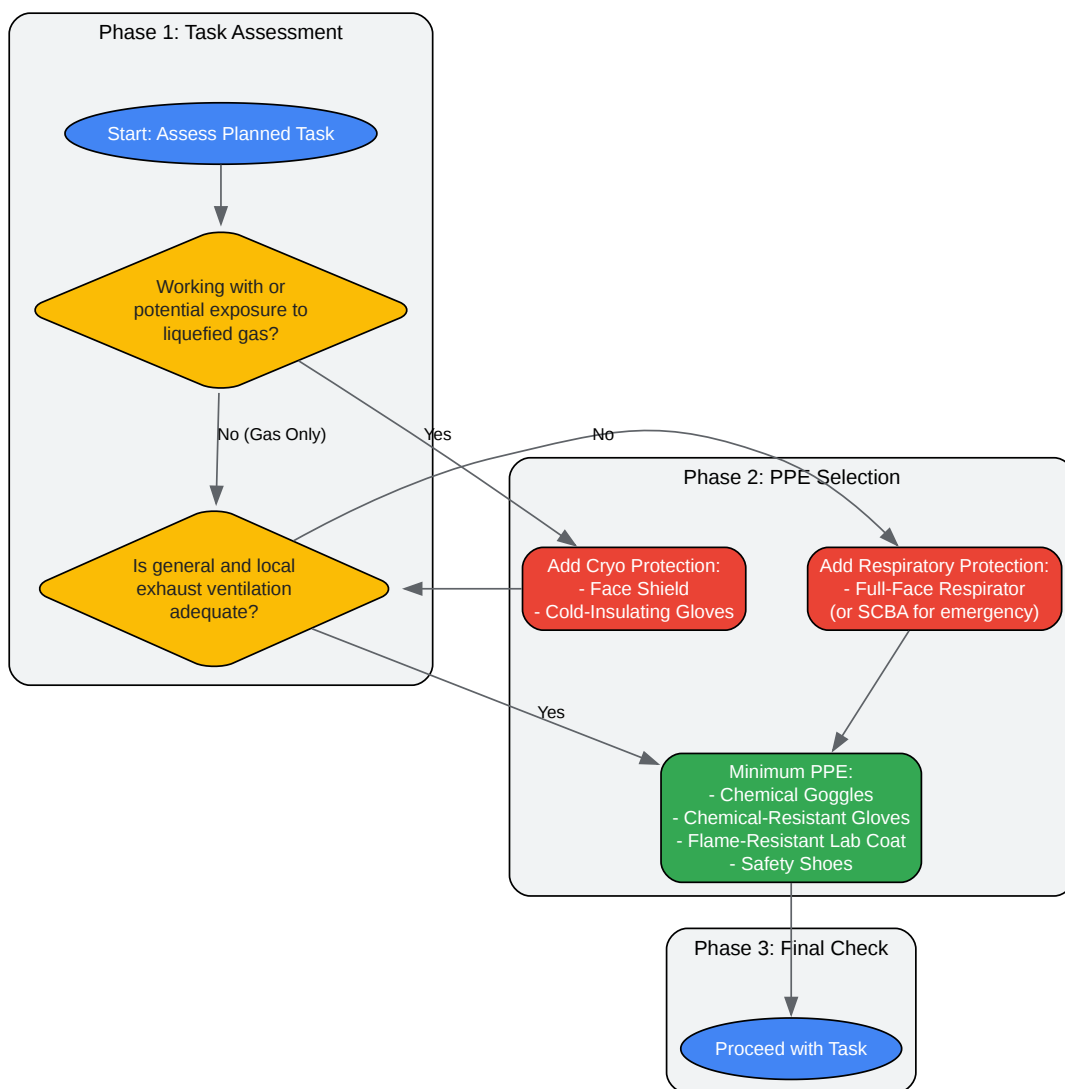 Phase 1: Task Assessment
Start: Assess Planned Task
Working with or
potential exposure to
liquefied gas?
No (Gas Only)
Yes
No
Is general and local
exhaust ventilation
adequate?
Phase 2: PPE Selection
Add Cryo Protection:
- Face Shield
- Cold-Insulating Gloves
Add Respiratory Protection:
- Full-Face Respirator
(or SCBA for emergency)
Yes
Minimum PPE:
- Chemical Goggles
- Chemical-Resistant Gloves
- Flame-Resistant Lab Coat
- Safety Shoes
Phase 3: Final Check
Proceed with Task